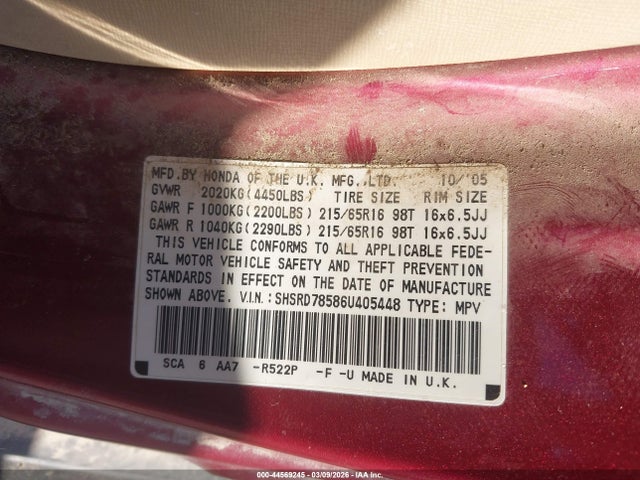 MFD.BY HONDA OF THE U.K. MFG.,LTD. 10/'05
GVWR 2020KG(4450LBS) TIRE SIZE RIM SIZE
GAWR F 1000KG(2200LBS) 215/65R16 98T 16x6.5JJ
GAWR R 1040KG(2290LBS) 215/65R16 98T 16x6.5JJ
THIS VEHICLE CONFORMS TO ALL APPLICABLE FEDE-
RAL MOTOR VEHICLE SAFETY AND THEFT PREVENTION
STANDARDS IN EFFECT ON THE DATE OF MANUFACTURE
SHOWN ABOVE. V.I.N.:SHSRD78586U405448 TYPE: MPV
SCA 6 AA7 -R522P -F -U MADE IN U.K.
000-44569245 - 03/09/2026 - IAA Inc.